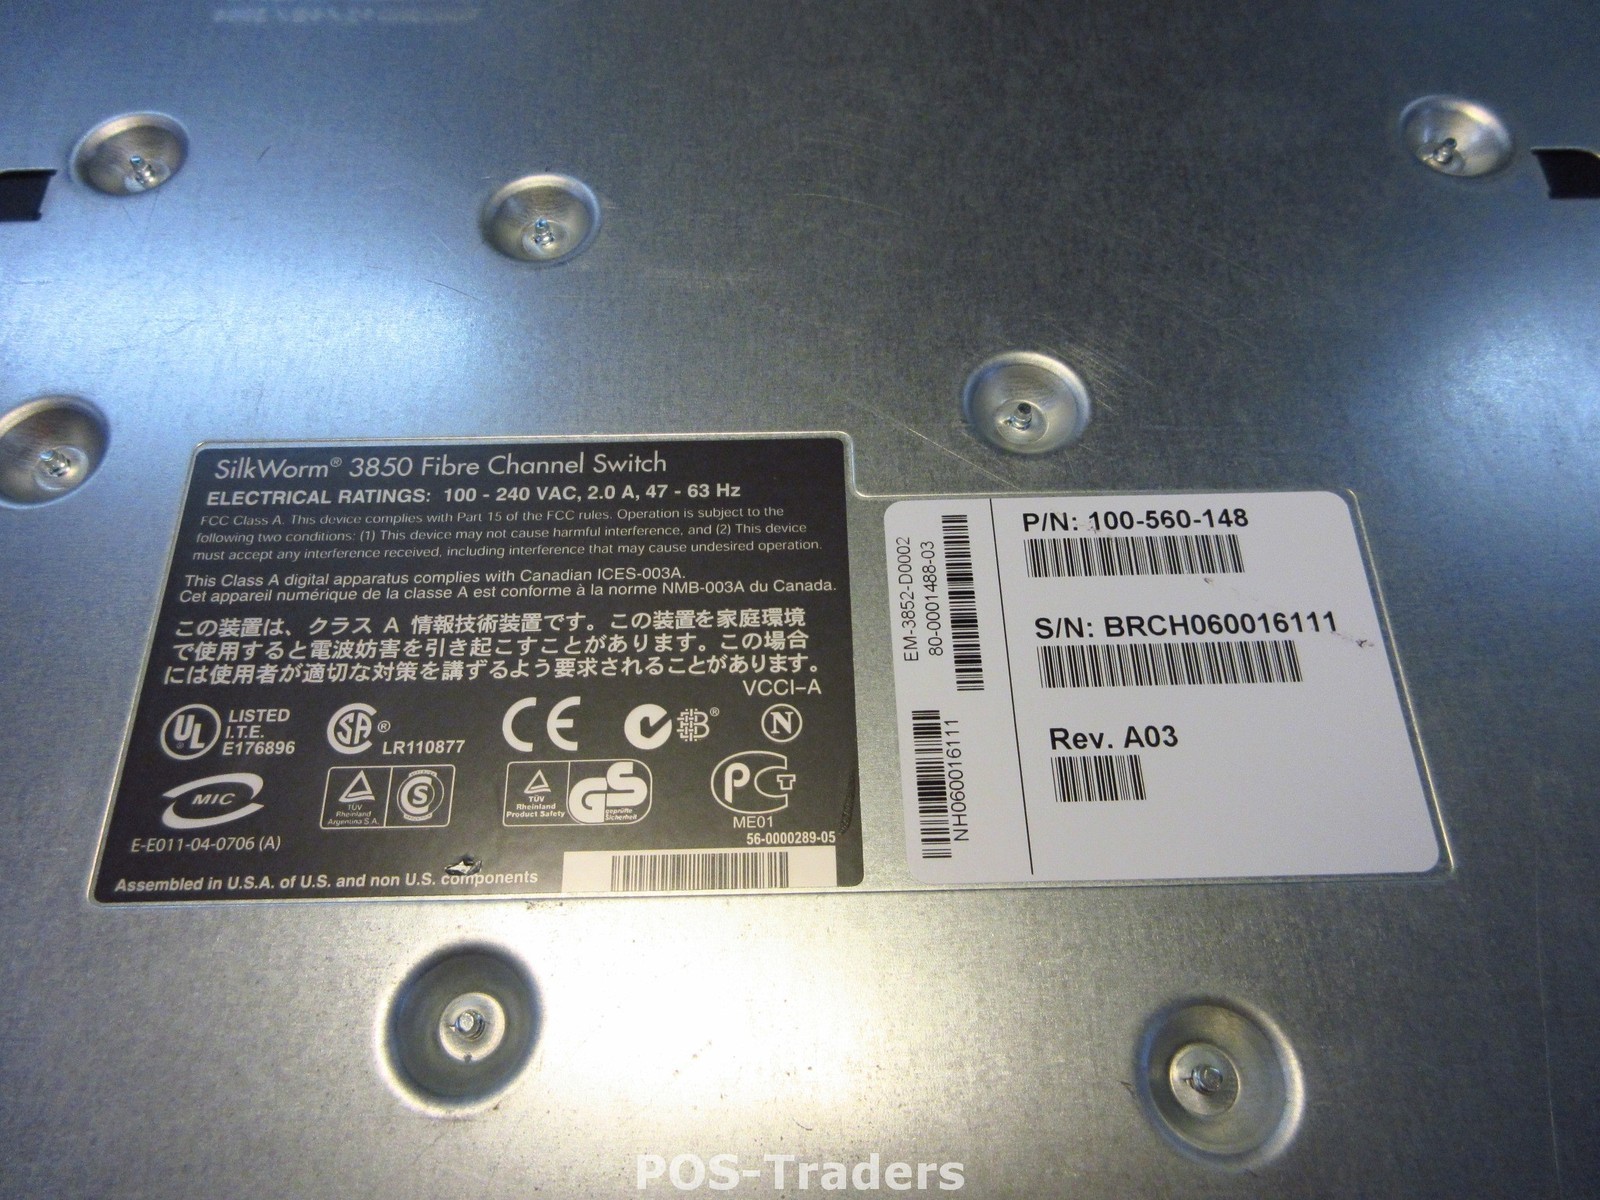 SilkWorm® 3850 Fibre Channel Switch
ELECTRICAL RATINGS: 100 - 240 VAC, 2.0 A, 47 - 63 Hz
FCC Class A. This device complies with Part 15 of the FCC rules. Operation is subject to the
following two conditions: (1) This device may not cause harmful interference, and (2) This device
must accept any interference received, including interference that may cause undesired operation.
This Class A digital apparatus complies with Canadian ICES-003A.
Cet appareil numérique de la classe A est conforme à la norme NMB-003A du Canada.
この装置は、クラス A 情報技術装置です。この装置を家庭環境
で使用すると電波妨害を引き起こすことがあります。この場合
には使用者が適切な対策を講ずるよう要求されることがあります。
VCCI-A
UL ® LISTED
I.T.E.
E176896
SA ® LR110877
CE
®
N
MIC
E-E011-04-0706 (A)
TÜV
Rheinland
Argentina S.A.
S
TÜV
Rheinland
Product Safety
GS
geprüfte
Sicherheit
PCT
ME01
56-0000289-05
Assembled in U.S.A. of U.S. and non U.S. components
EM-3852-D0002
80-0001488-03
NH060016111
P/N: 100-560-148
S/N: BRCH060016111
Rev. A03
POS-Traders